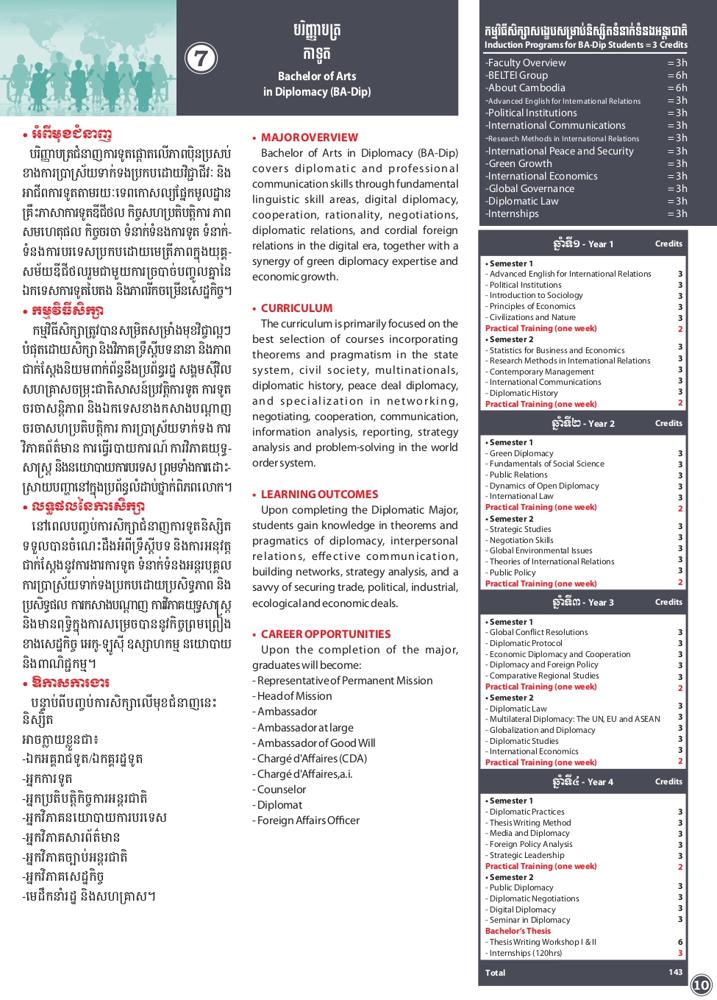 7
បរិញ្ញាបត្រ
ការទូត
Bachelor of Arts
in Diplomacy (BA-Dip)
• អំពីមុខជំនាញ
បរិញ្ញាបត្រជំនាញការទូតផ្តោតលើភាពប៉ុនប្រសប់
ខាងការប្រាស្រ័យទាក់ទងប្រកបដោយវិជ្ជាជីវៈ និង
អាជីពការទូតតាមរយៈទេពកោសល្យផ្នែកមូលដ្ឋាន
គ្រឹះភាសាការទូតឌីជីថល កិច្ចសហប្រតិបត្តិការ ភាព
សមហេតុផល កិច្ចចរចា ទំនាក់ទំនងការទូត ទំនាក់-
ទំនងការបរទេសប្រកបដោយមេត្រីភាពក្នុងយុគ្គ-
សម័យឌីជីថលរួមជាមួយការច្របាច់បញ្ចូលគ្នានៃ
ឯកទេសការទូតបៃតង និងភាពរីកចម្រើនសេដ្ឋកិច្ច។
• កម្មវិធីសិក្សា
កម្មវិធីសិក្សាត្រូវបានសម្រិតសម្រាំងមុខវិជ្ជាល្អៗ
បំផុតដោយសិក្សា និងវិភាគទ្រឹស្តីបទនានា និងភាព
ជាក់ស្តែងនិយមពាក់ព័ន្ធនឹងប្រព័ន្ធរដ្ឋ សង្គមស៊ីវិល
សហគ្រាសចម្រុះជាតិសាសន៍ប្រវត្តិការទូត ការទូត
ចរចាសន្តិភាព និងឯកទេសខាងកសាងបណ្តាញ
ចរចាសហប្រតិបត្តិការ ការប្រាស្រ័យទាក់ទង ការ
វិភាគព័ត៌មាន ការធ្វើរបាយការណ៍ ការវិភាគយុទ្ធ-
សាស្ត្រ និងនយោបាយការបរទេស ព្រមទាំងការដោះ-
ស្រាយបញ្ហានៅក្នុងប្រព័ន្ធលំដាប់ថ្នាក់ពិភពលោក។
• លទ្ធផលនៃការសិក្សា
នៅពេលបញ្ចប់ការសិក្សាជំនាញការទូតនិស្សិត
ទទួលបានចំណេះដឹងអំពីទ្រឹស្តីបទ និងការអនុវត្ត
ជាក់ស្តែងនូវការងារការទូត ទំនាក់ទំនងអន្តរបុគ្គល
ការប្រាស្រ័យទាក់ទងប្រកបដោយប្រសិទ្ធភាព និង
ប្រសិទ្ធផល ការកសាងបណ្តាញ ការវិភាគយុទ្ធសាស្ត្រ
និងមានពុទ្ធិក្នុងការសម្រេចបាននូវកិច្ចព្រមព្រៀង
ខាងសេដ្ឋកិច្ច អេកូ-ឡូស៊ី ឧស្សាហកម្ម នយោបាយ
និងពាណិជ្ជកម្ម។
• ឱកាសការងារ
បន្ទាប់ពីបញ្ចប់ការសិក្សាលើមុខជំនាញនេះ
និស្សិត
អាចក្លាយខ្លួនជា៖
-ឯកអគ្គរាជទូត/ឯកគ្គរដ្ឋទូត
-អ្នកការទូត
-អ្នកប្រតិបត្តិកិច្ចការអន្តរជាតិ
-អ្នកវិភាគនយោបាយការបរទេស
-អ្នកវិភាគសារព័ត៌មាន
-អ្នកវិភាគច្បាប់អន្តរជាតិ
-អ្នកវិភាគសេដ្ឋកិច្ច
-មេដឹកនាំរដ្ឋ និងសហគ្រាស។
• MAJOR OVERVIEW
Bachelor of Arts in Diplomacy (BA-Dip)
covers diplomatic and professional
communication skills through fundamental
linguistic skill areas, digital diplomacy,
cooperation, rationality, negotiations,
diplomatic relations, and cordial foreign
relations in the digital era, together with a
synergy of green diplomacy expertise and
economic growth.
• CURRICULUM
The curriculum is primarily focused on the
best selection of courses incorporating
theorems and pragmatism in the state
system, civil society, multinationals,
diplomatic history, peace deal diplomacy,
and specialization in networking,
negotiating, cooperation, communication,
information analysis, reporting, strategy
analysis and problem-solving in the world
order system.
• LEARNING OUTCOMES
Upon completing the Diplomatic Major,
students gain knowledge in theorems and
pragmatics of diplomacy, interpersonal
relations, effective communication,
building networks, strategy analysis, and a
savvy of securing trade, political, industrial,
ecological and economic deals.
• CAREER OPPORTUNITIES
Upon the completion of the major,
graduates will become:
- Representative of Permanent Mission
- Head of Mission
- Ambassador
- Ambassador at large
- Ambassador of Good Will
- Chargé d'Affaires (CDA)
- Chargé d'Affaires,a.i.
- Counselor
- Diplomat
- Foreign Affairs Officer
កម្មវិធីសិក្សាសង្ខេបសម្រាប់និស្សិតទំនាក់ទំនងអន្តរជាតិ
Induction Programs for BA-Dip Students = 3 Credits
-Faculty Overview = 3h
-BELTEI Group = 6h
-About Cambodia = 6h
-Advanced English for International Relations = 3h
-Political Institutions = 3h
-International Communications = 3h
-Research Methods in International Relations = 3h
-International Peace and Security = 3h
-Green Growth = 3h
-International Economics = 3h
-Global Governance = 3h
-Diplomatic Law = 3h
-Internships = 3h
ឆ្នាំទី១ - Year 1 Credits
• Semester 1
- Advanced English for International Relations 3
- Political Institutions 3
- Introduction to Sociology 3
- Principles of Economics 3
- Civilizations and Nature 3
Practical Training (one week) 2
• Semester 2
- Statistics for Business and Economics 3
- Research Methods in International Relations 3
- Contemporary Management 3
- International Communications 3
- Diplomatic History 3
Practical Training (one week) 2
ឆ្នាំទី២ - Year 2 Credits
• Semester 1
- Green Diplomacy 3
- Fundamentals of Social Science 3
- Public Relations 3
- Dynamics of Open Diplomacy 3
- International Law 3
Practical Training (one week) 2
• Semester 2
- Strategic Studies 3
- Negotiation Skills 3
- Global Environmental Issues 3
- Theories of International Relations 3
- Public Policy 3
Practical Training (one week) 2
ឆ្នាំទី៣ - Year 3 Credits
• Semester 1
- Global Conflict Resolutions 3
- Diplomatic Protocol 3
- Economic Diplomacy and Cooperation 3
- Diplomacy and Foreign Policy 3
- Comparative Regional Studies 3
Practical Training (one week) 2
• Semester 2
- Diplomatic Law 3
- Multilateral Diplomacy: The UN, EU and ASEAN 3
- Globalization and Diplomacy 3
- Diplomatic Studies 3
- International Economics 3
Practical Training (one week) 2
ឆ្នាំទី៤ - Year 4 Credits
• Semester 1
- Diplomatic Practices 3
- Thesis Writing Method 3
- Media and Diplomacy 3
- Foreign Policy Analysis 3
- Strategic Leadership 3
Practical Training (one week) 2
• Semester 2
- Public Diplomacy 3
- Diplomatic Negotiations 3
- Digital Diplomacy 3
- Seminar in Diplomacy 3
Bachelor's Thesis
- Thesis Writing Workshop I & II 6
- Internships (120hrs) 3
Total 143
10